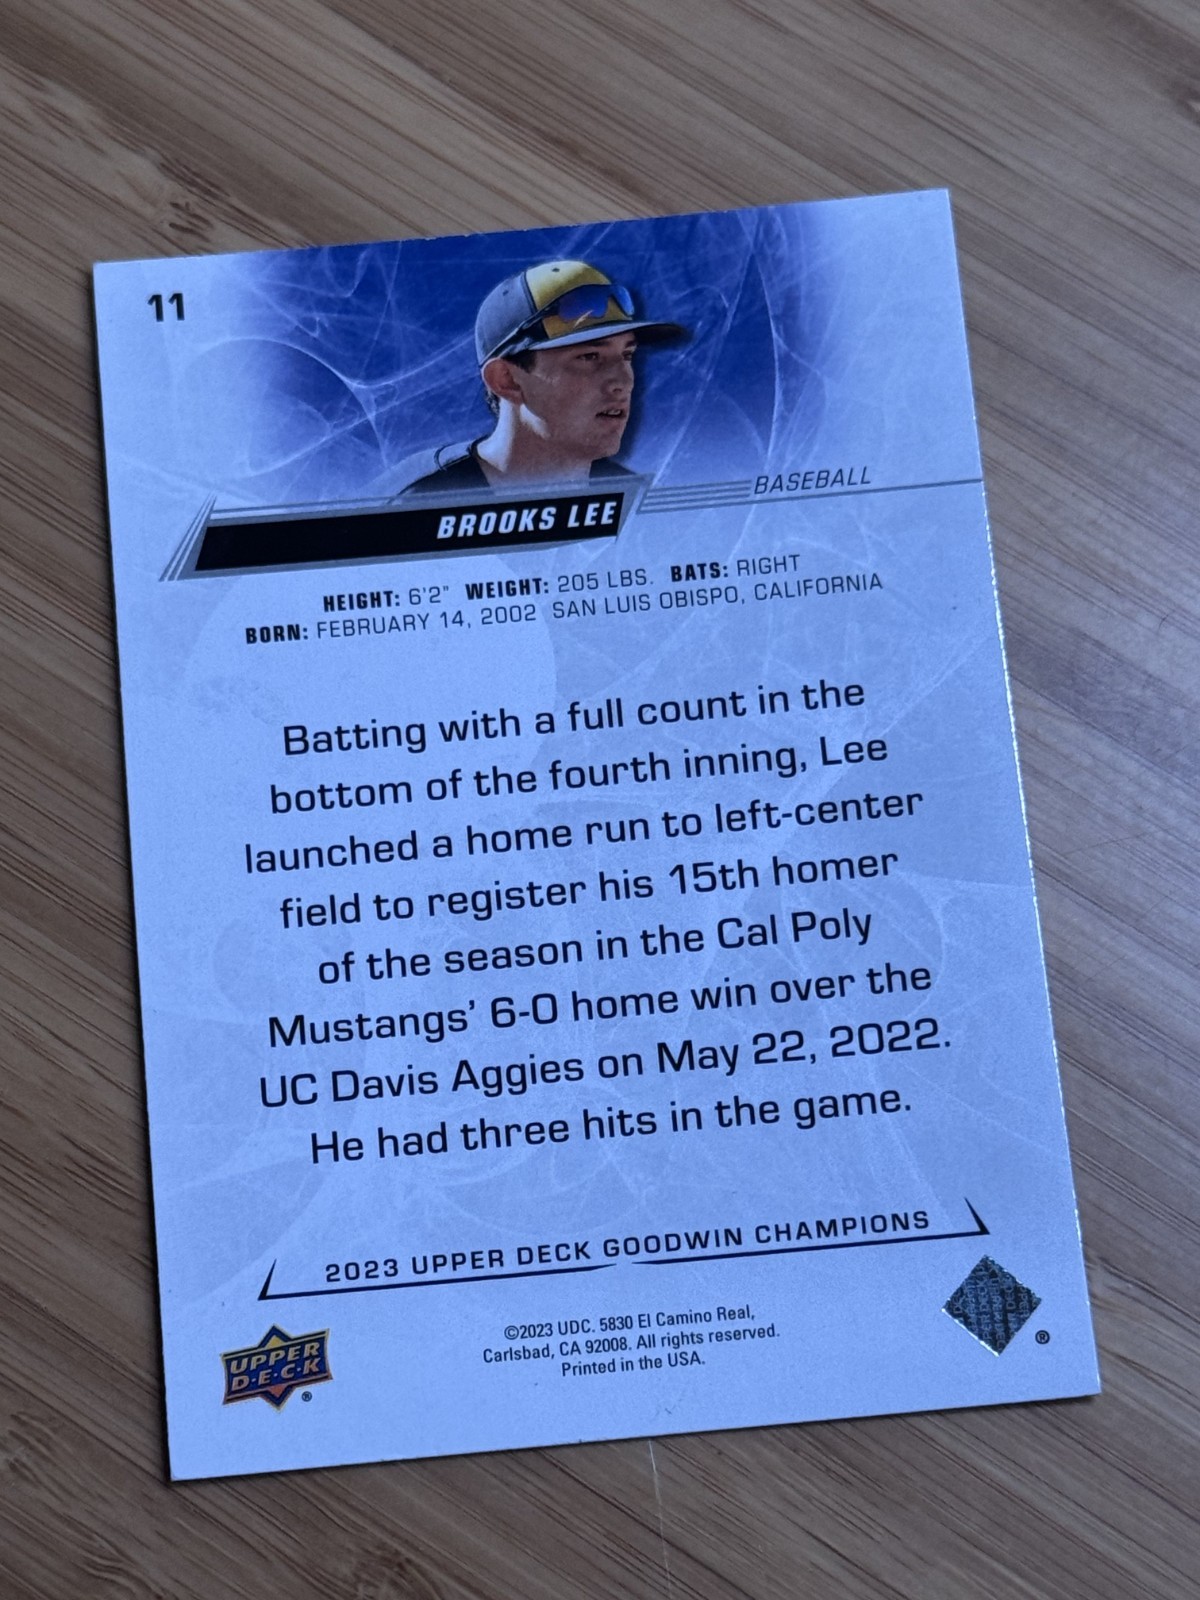 11
BASEBALL
BROOKS LEE
HEIGHT: 6'2" WEIGHT: 205 LBS. BATS: RIGHT
BORN: FEBRUARY 14, 2002 SAN LUIS OBISPO, CALIFORNIA
Batting with a full count in the
bottom of the fourth inning, Lee
launched a home run to left-center
field to register his 15th homer
of the season in the Cal Poly
Mustangs' 6-0 home win over the
UC Davis Aggies on May 22, 2022.
He had three hits in the game.
2023 UPPER DECK GOODWIN CHAMPIONS
©2023 UDC. 5830 El Camino Real,
Carlsbad, CA 92008. All rights reserved.
Printed in the USA.
UPPER
D·E·C·K
®
®